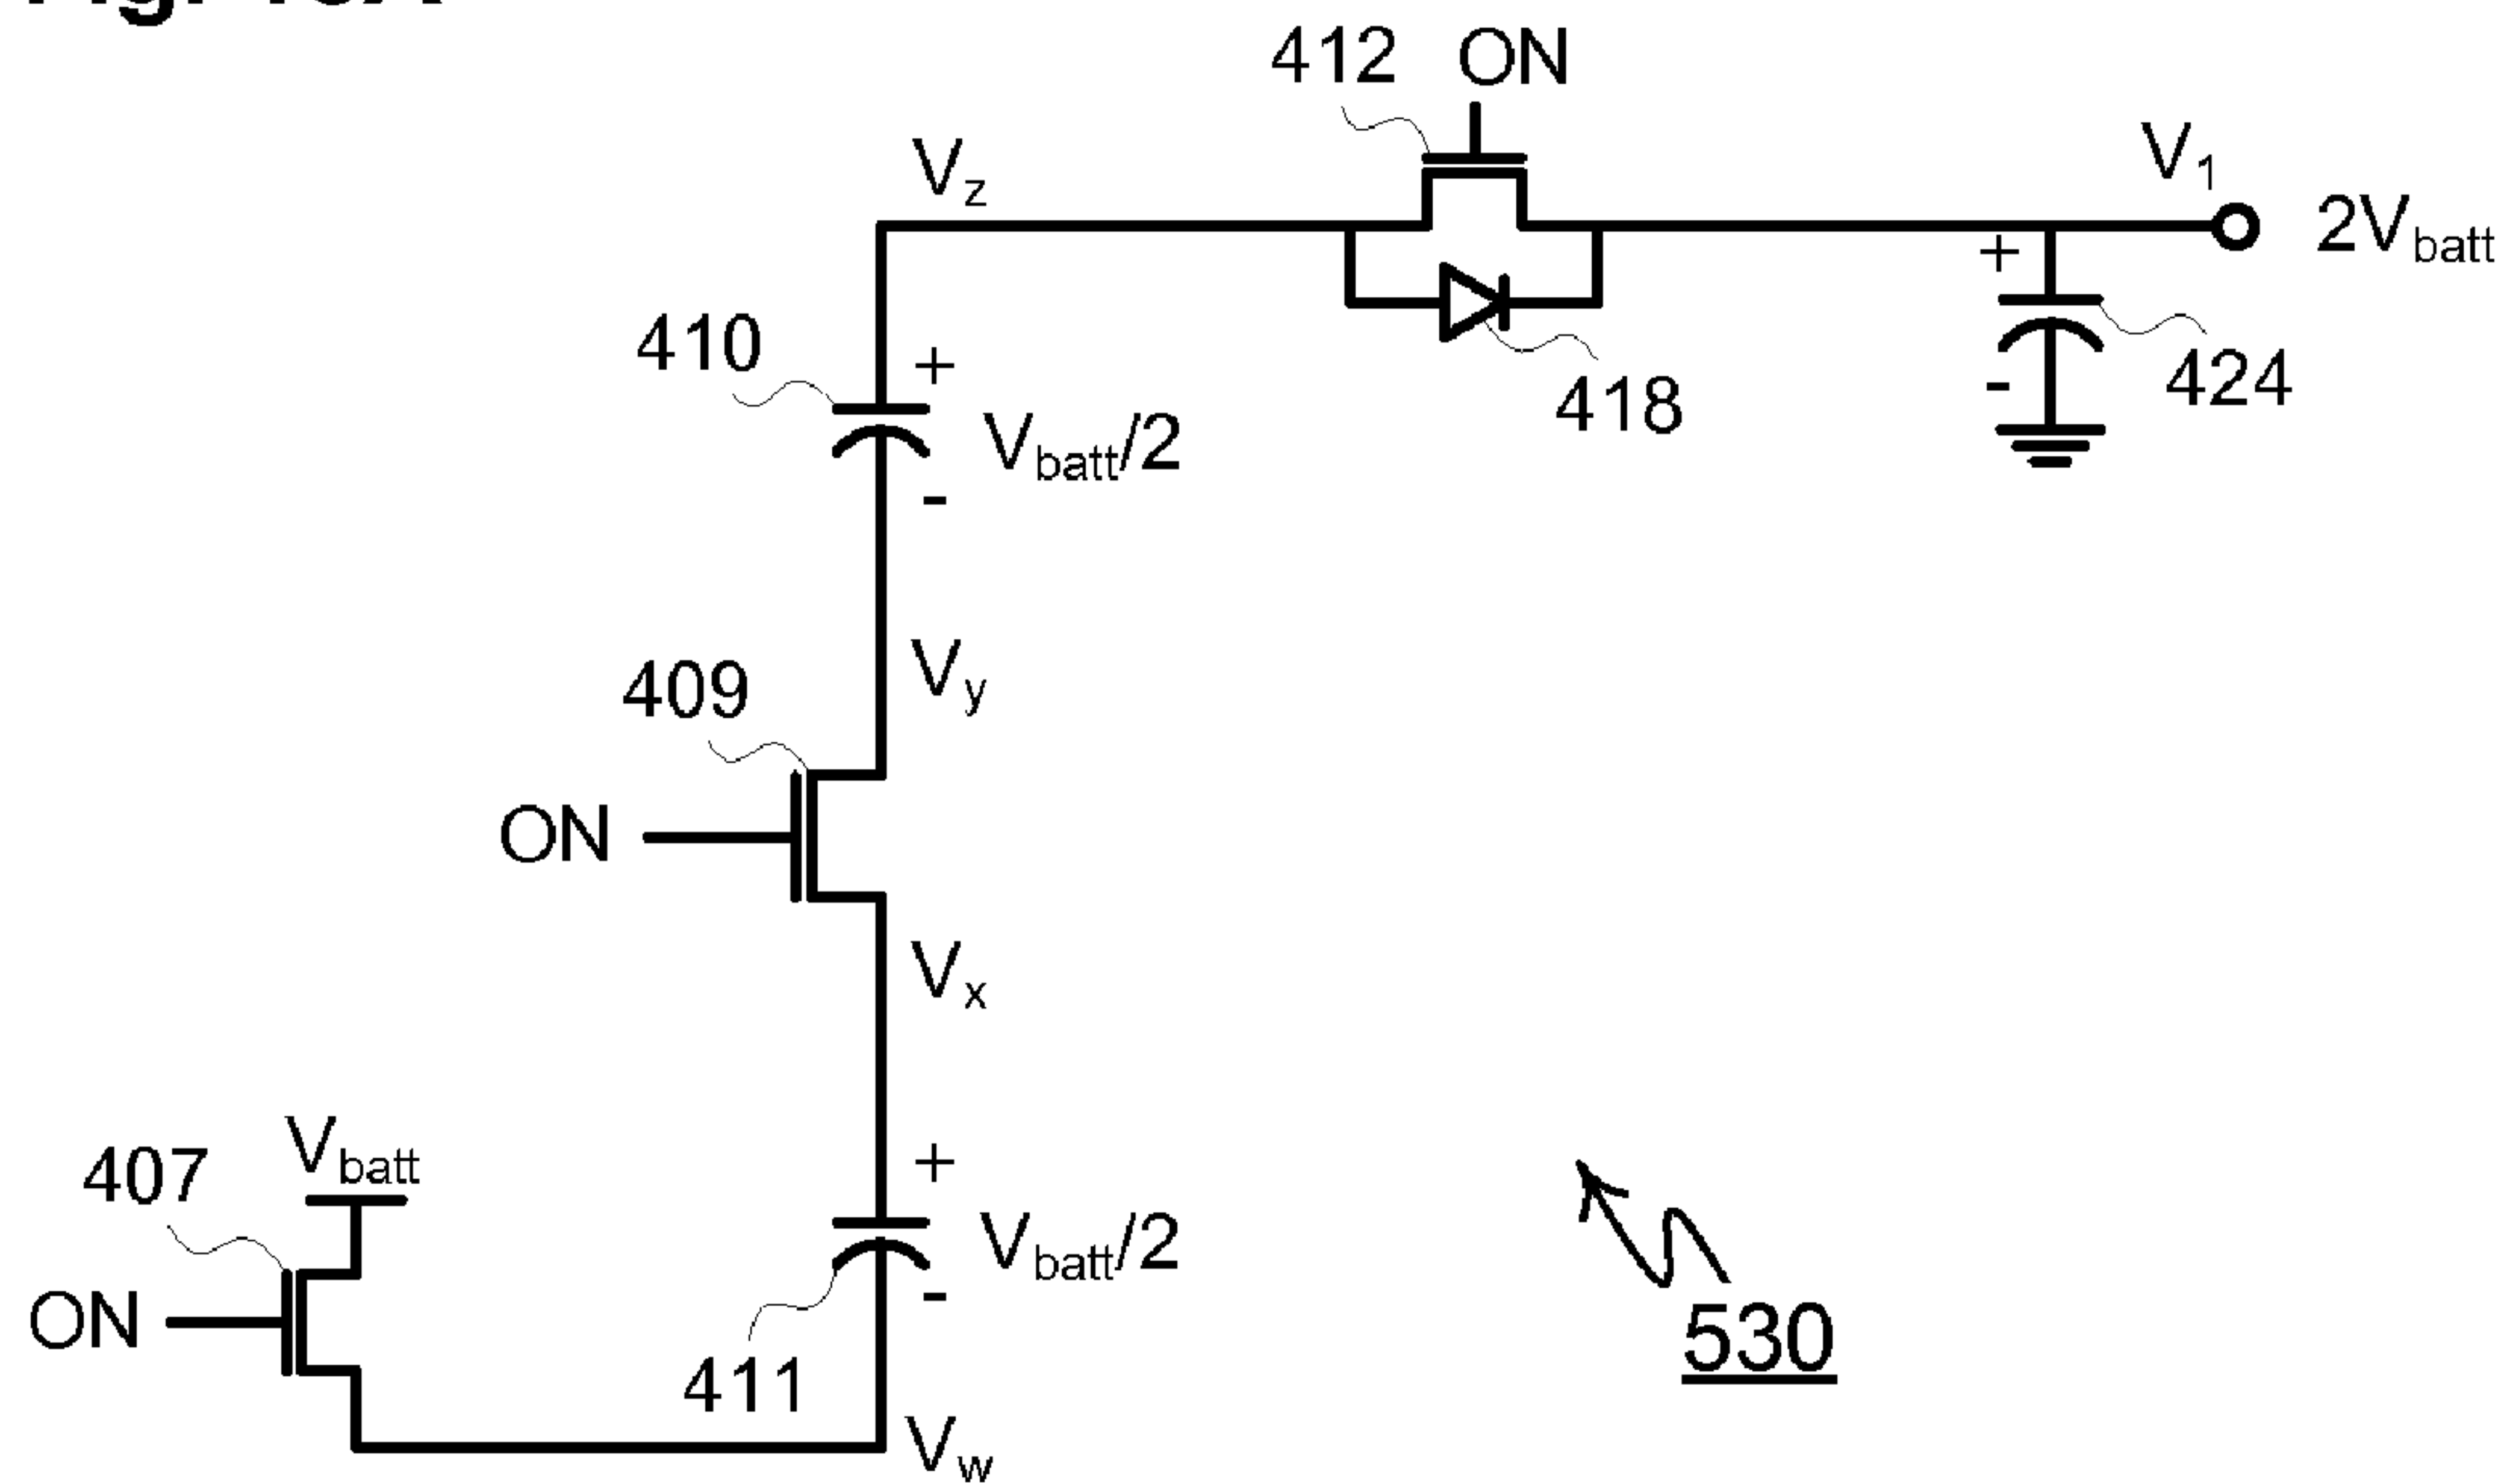 412 ON
V1
Vz
2Vbatt
+
410
+
418
-
424
Vbatt/2
-
409
Vy
ON
Vx
407
Vbatt
+
Vbatt/2
ON
-
530
411
Vw